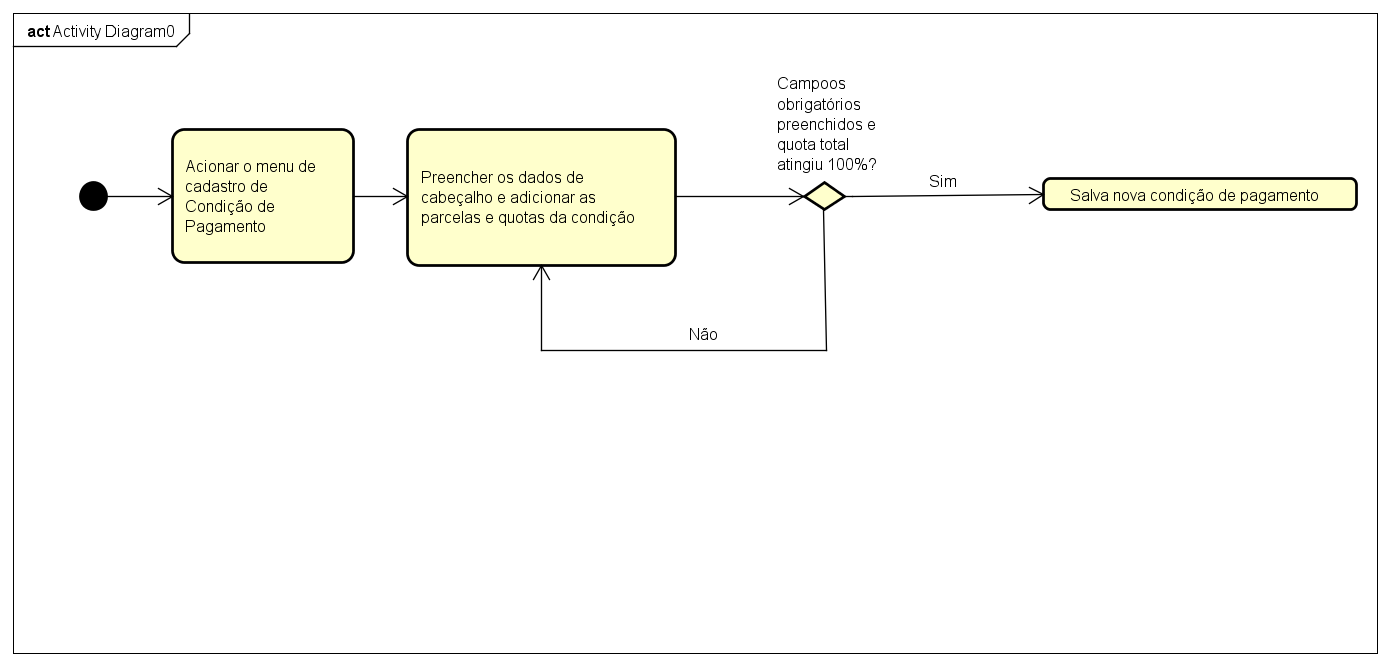 act Activity Diagram0
Campoos
obrigatórios
preenchidos e
quota total
atingiu 100%?
Acionar o menu de
cadastro de
Condição de
Pagamento
Preencher os dados de
cabeçalho e adicionar as
parcelas e quotas da condição
Sim
Salva nova condição de pagamento
Não